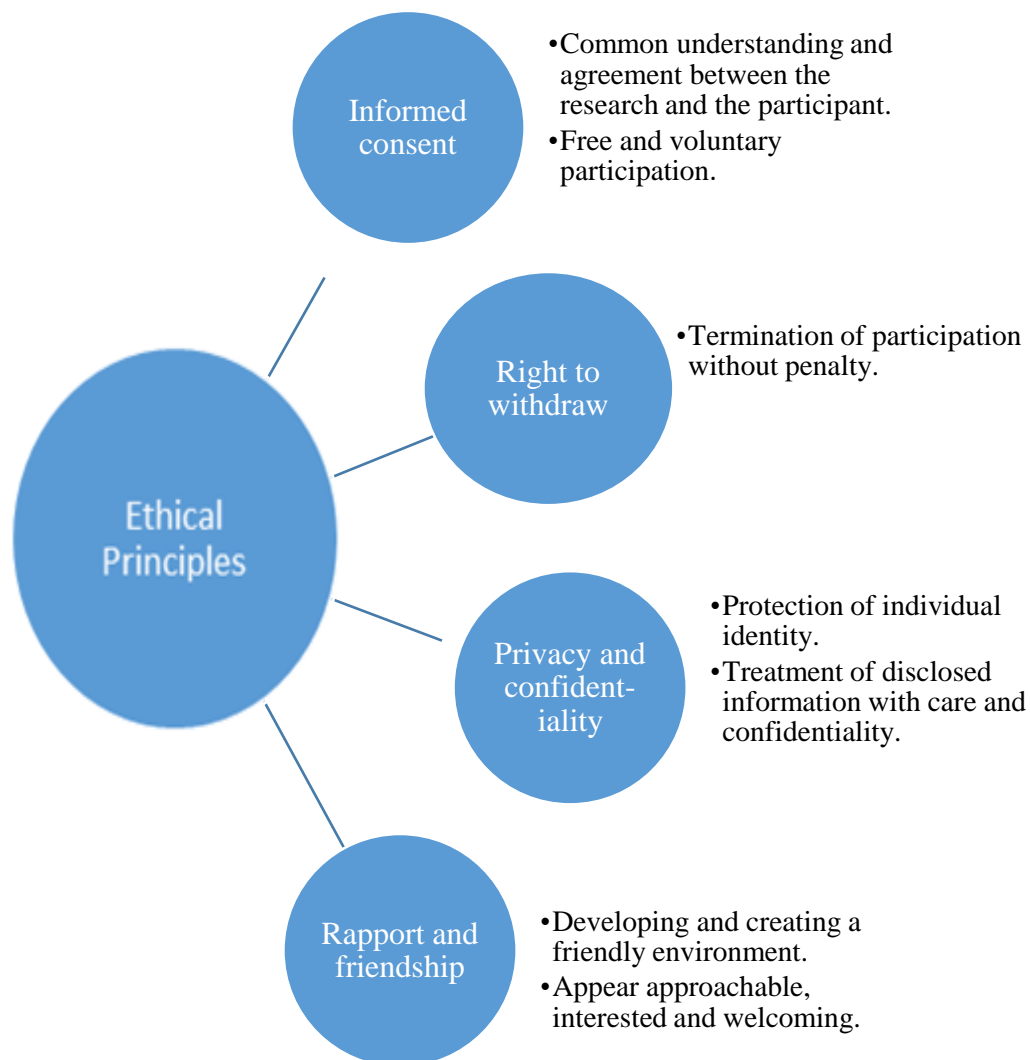 •Common understanding and
agreement between the
research and the participant.
•Free and voluntary
participation.
Informed
consent
•Termination of participation
without penalty.
Right to
withdraw
Ethical
Principles
•Protection of individual
identity.
•Treatment of disclosed
information with care and
confidentiality.
Privacy and
confident-
iality
•Developing and creating a
friendly environment.
•Appear approachable,
interested and welcoming.
Rapport and
friendship